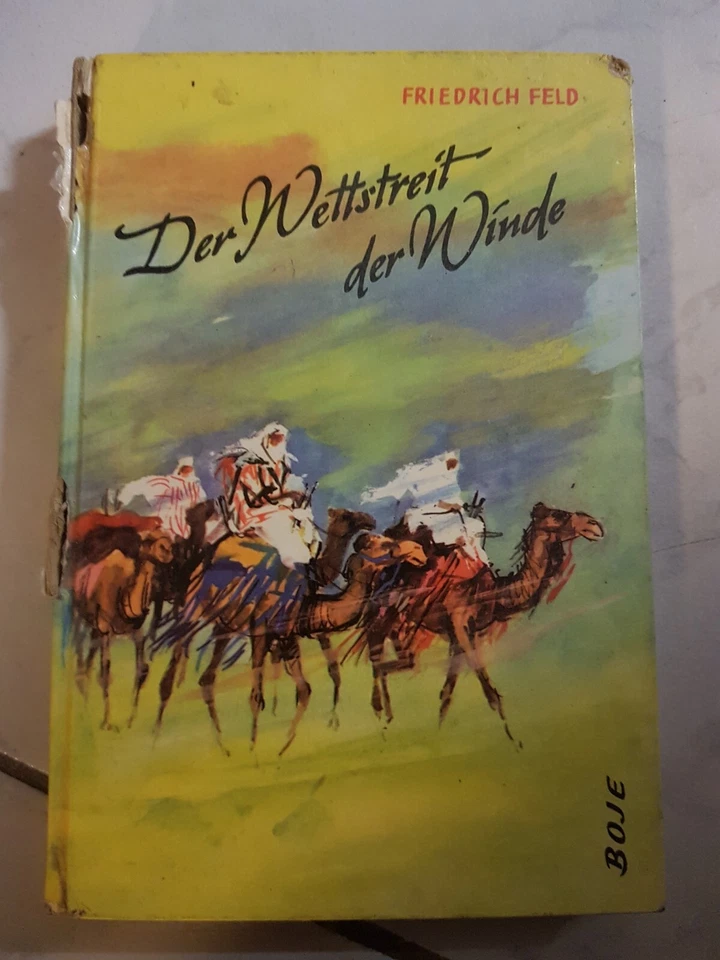 FRIEDRICH FELD
Der Wettstreit
der Winde
BOJE